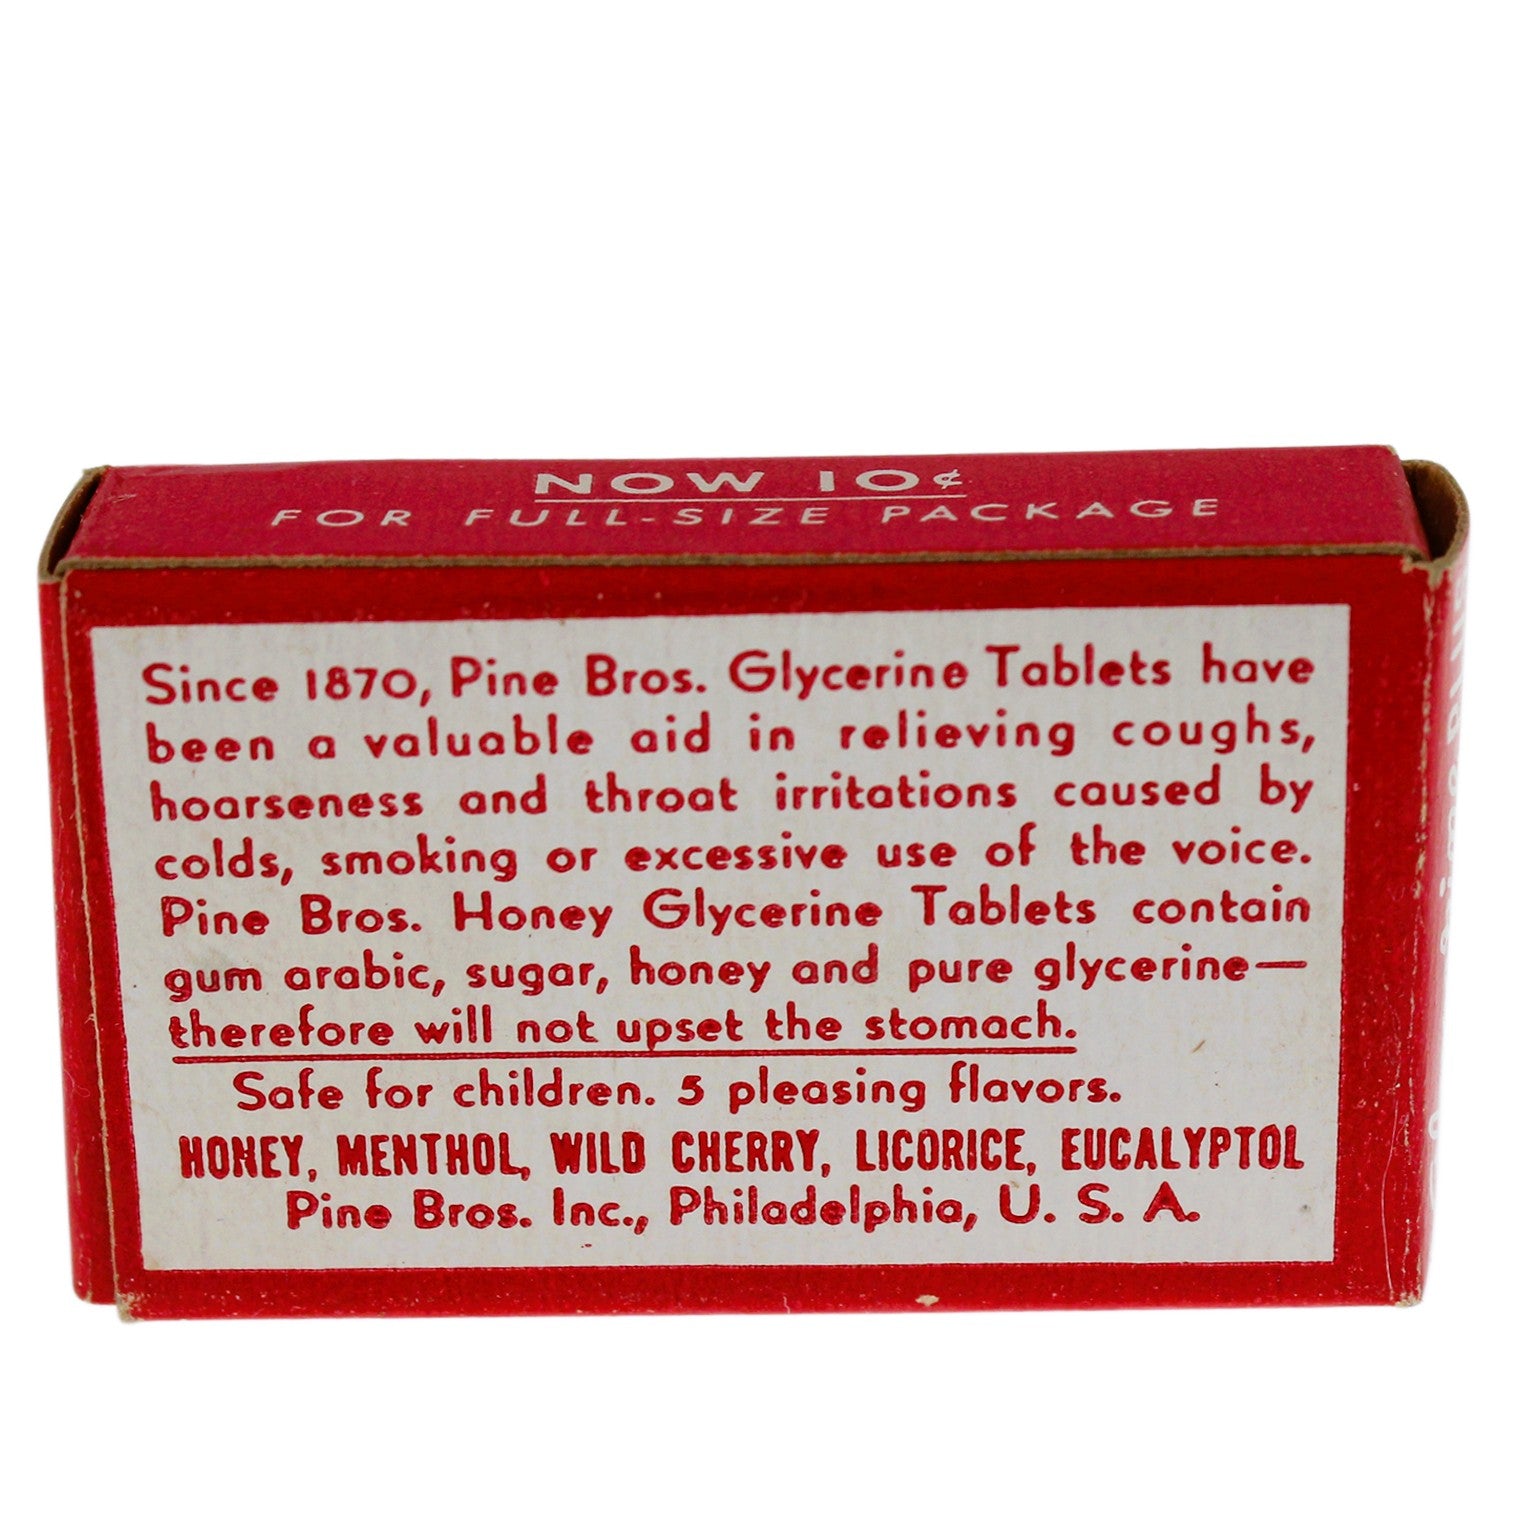 NOW 10¢
FOR FULL-SIZE PACKAGE
Since 1870, Pine Bros. Glycerine Tablets have
been a valuable aid in relieving coughs,
hoarseness and throat irritations caused by
colds, smoking or excessive use of the voice.
Pine Bros. Honey Glycerine Tablets contain
gum arabic, sugar, honey and pure glycerine—
therefore will not upset the stomach.
Safe for children. 5 pleasing flavors.
HONEY, MENTHOL, WILD CHERRY, LICORICE, EUCALYPTOL
Pine Bros. Inc., Philadelphia, U. S. A.